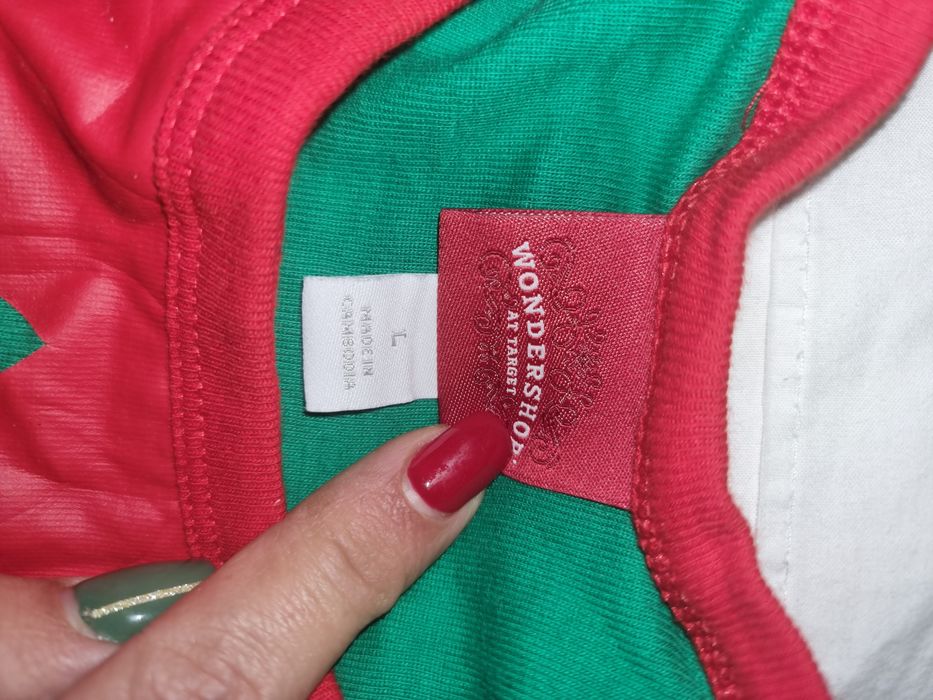 WONDERSHOP
AT TARGET
L
MADE IN
CAMBODIA